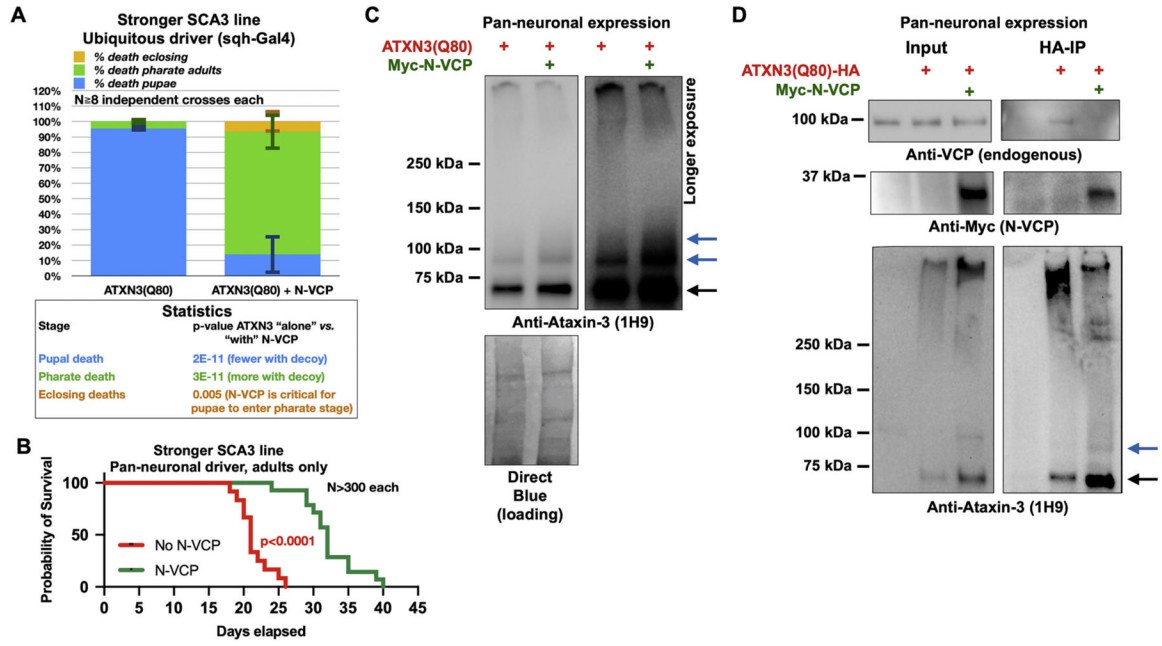 A
Stronger SCA3 line
Ubiquitous driver (sqh-Gal4)
% death eclosing
% death pharate adults
% death pupae
N≥8 independent crosses each
120%
110%
100%
90%
80%
70%
60%
50%
40%
30%
20%
10%
0%
ATXN3(Q80)
ATXN3(Q80) + N-VCP
Statistics
Stage
p-value ATXN3 “alone” vs.
“with” N-VCP
Pupal death
2E-11 (fewer with decoy)
Pharate death
3E-11 (more with decoy)
Eclosing deaths
0.005 (N-VCP is critical for
pupae to enter pharate stage)
B
Stronger SCA3 line
Pan-neuronal driver, adults only
N>300 each
Probability of Survival
100
50
0
p<0.0001
No N-VCP
N-VCP
0 5 10 15 20 25 30 35 40 45
Days elapsed
C
Pan-neuronal expression
ATXN3(Q80) + + + +
Myc-N-VCP + +
250 kDa
150 kDa
100 kDa
75 kDa
Longer exposure
Anti-Ataxin-3 (1H9)
Direct
Blue
(loading)
D
Pan-neuronal expression
Input HA-IP
ATXN3(Q80)-HA + + + +
Myc-N-VCP + +
100 kDa
Anti-VCP (endogenous)
37 kDa
Anti-Myc (N-VCP)
250 kDa
150 kDa
100 kDa
75 kDa
Anti-Ataxin-3 (1H9)